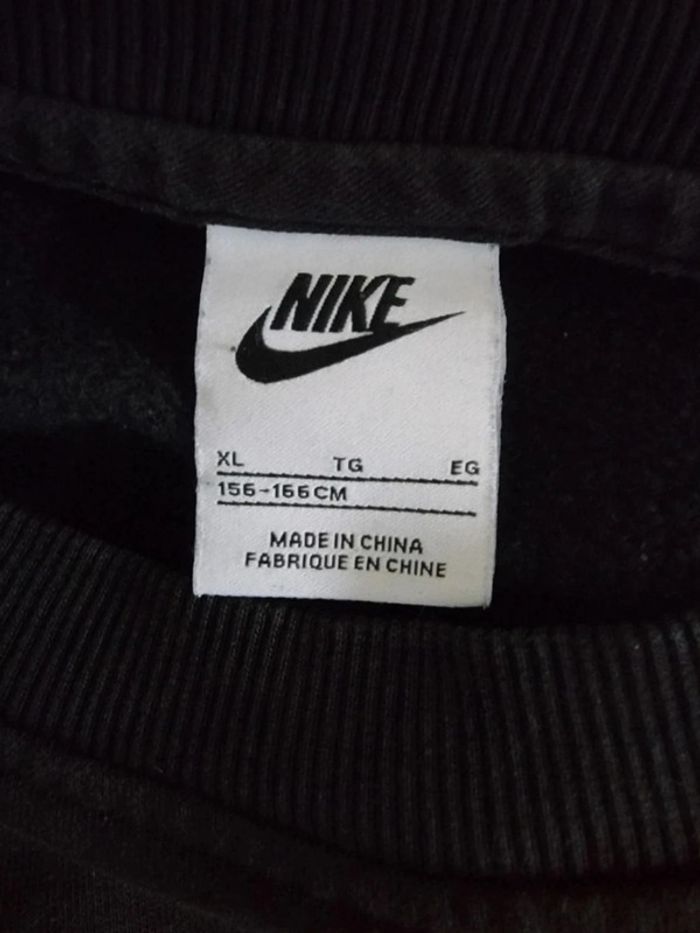 NIKE
XL TG EG
156-166CM
MADE IN CHINA
FABRIQUE EN CHINE